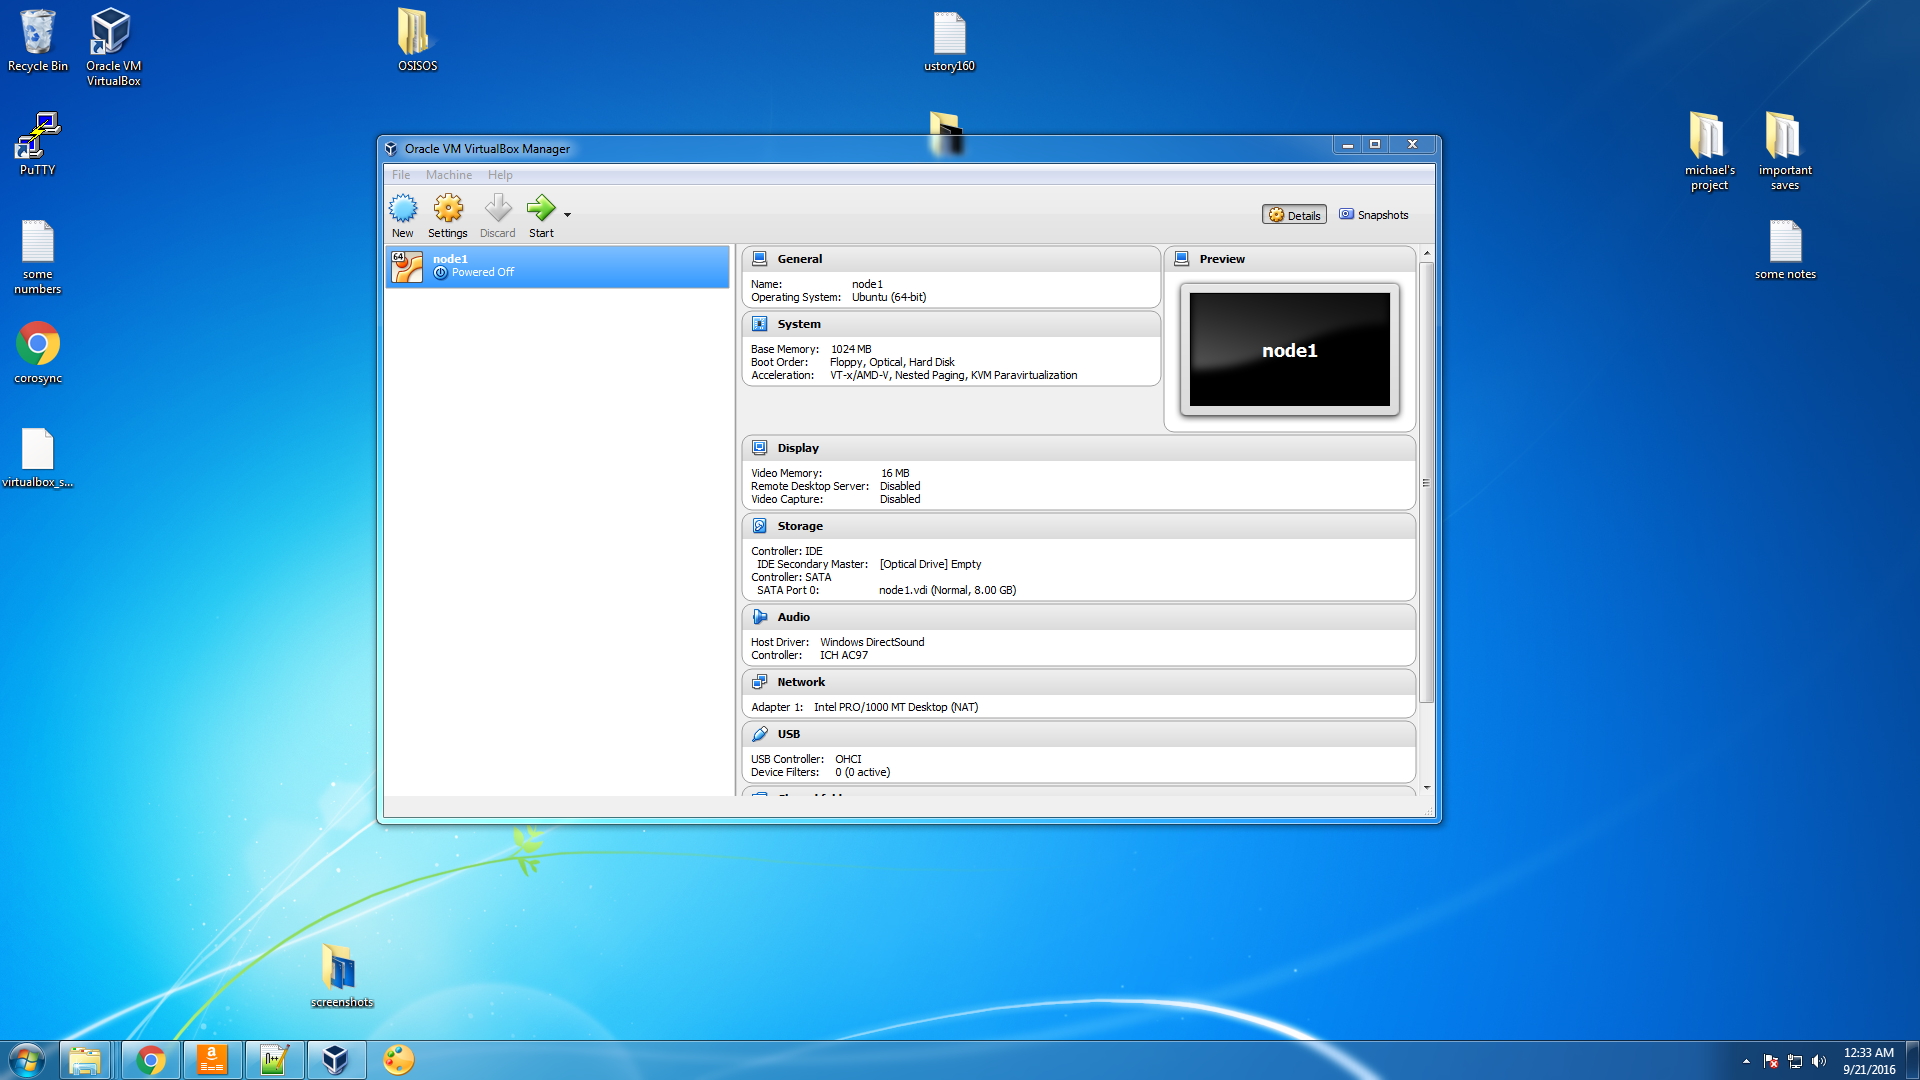 Recycle Bin
Oracle VM
VirtualBox
OSISOS
ustory160
PuTTY
michael's
project
important
saves
some
numbers
some notes
corosync
virtualbox_s...
screenshots
Oracle VM VirtualBox Manager
File Machine Help
New Settings Discard Start
Details Snapshots
64
node1
Powered Off
General
Name: node1
Operating System: Ubuntu (64-bit)
System
Base Memory: 1024 MB
Boot Order: Floppy, Optical, Hard Disk
Acceleration: VT-x/AMD-V, Nested Paging, KVM Paravirtualization
Preview
node1
Display
Video Memory: 16 MB
Remote Desktop Server: Disabled
Video Capture: Disabled
Storage
Controller: IDE
IDE Secondary Master: [Optical Drive] Empty
Controller: SATA
SATA Port 0: node1.vdi (Normal, 8.00 GB)
Audio
Host Driver: Windows DirectSound
Controller: ICH AC97
Network
Adapter 1: Intel PRO/1000 MT Desktop (NAT)
USB
USB Controller: OHCI
Device Filters: 0 (0 active)
12:33 AM
9/21/2016